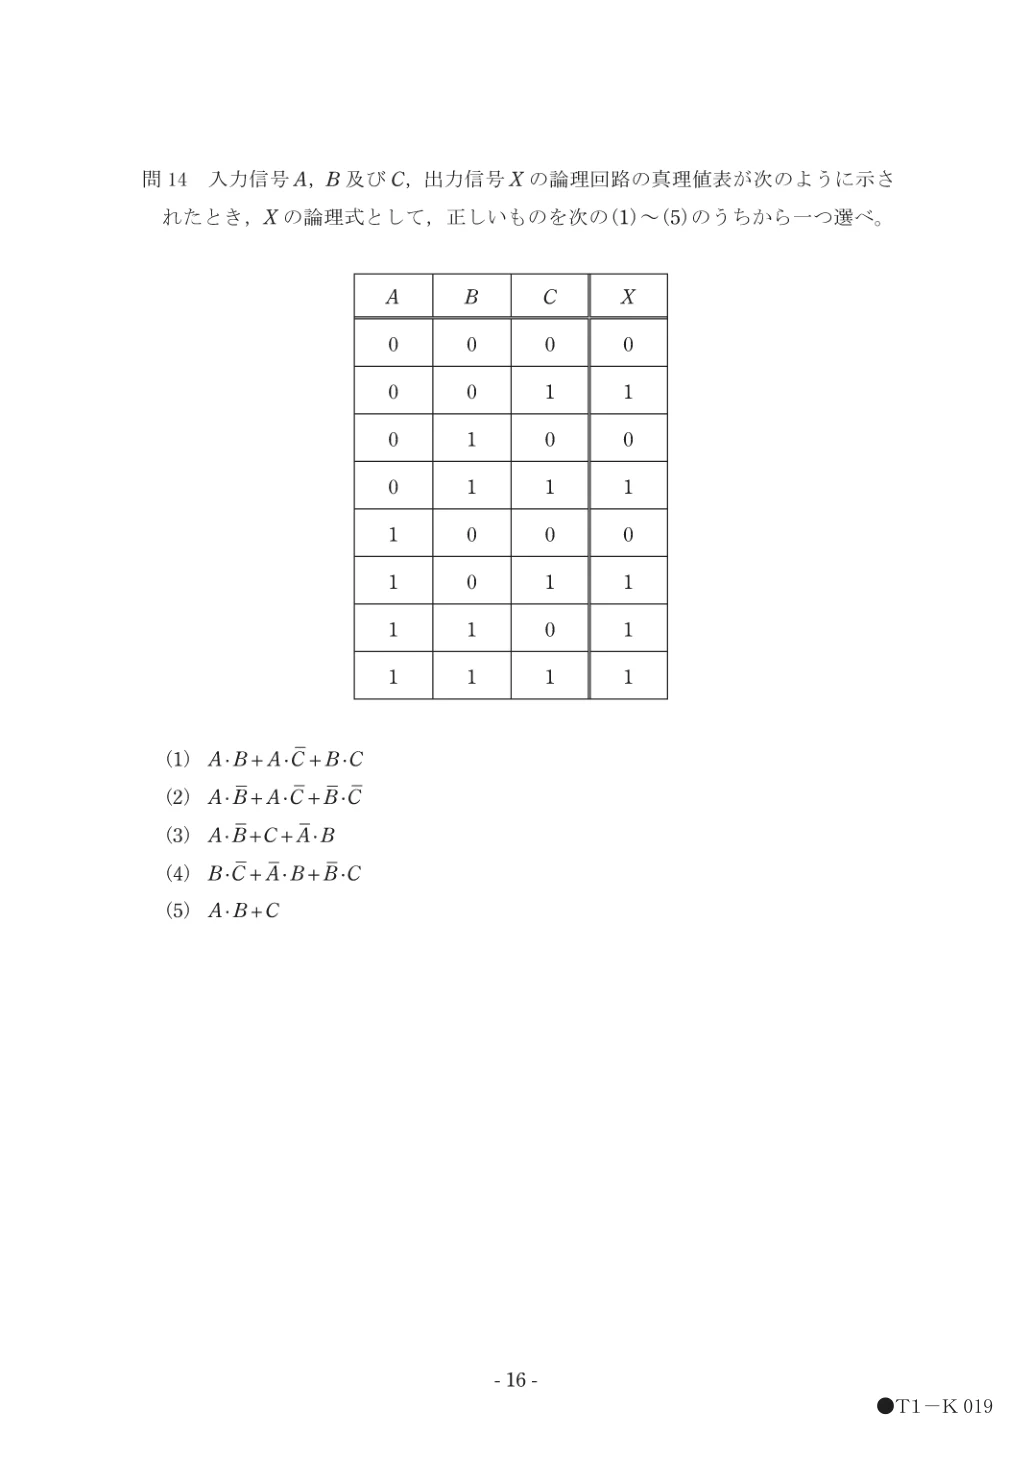 問 14　入力信号 A，B 及び C，出力信号 X の論理回路の真理値表が次のように示さ
れたとき，X の論理式として，正しいものを次の(1)～(5)のうちから一つ選べ。
A B C X
0 0 0 0
0 0 1 1
0 1 0 0
0 1 1 1
1 0 0 0
1 0 1 1
1 1 0 1
1 1 1 1
(1) A·B+A·C̅+B·C
(2) A·B̅+A·C̅+B̅·C̅
(3) A·B̅+C+A̅·B
(4) B·C̅+A̅·B+B̅·C
(5) A·B+C
- 16 -
●T1－K 019